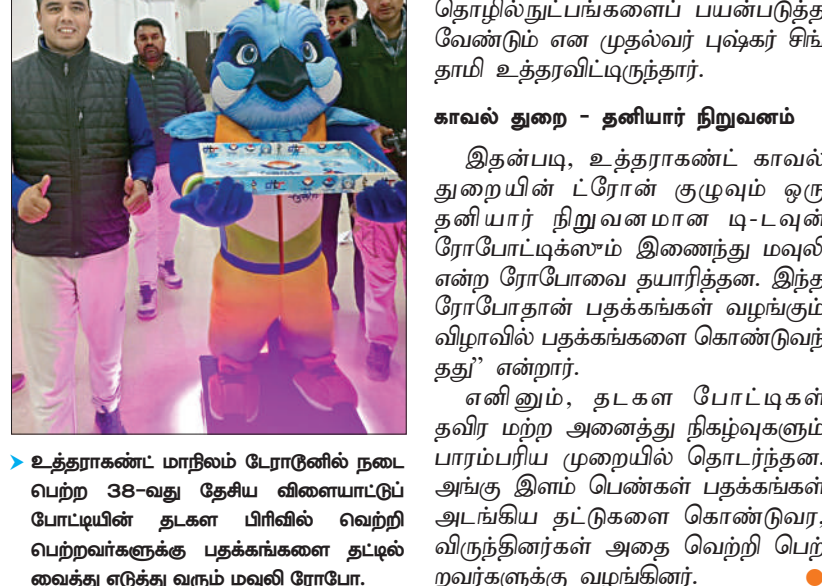 ➤ உத்தராகண்ட் மாநிலம் டேராடூனில் நடை
பெற்ற 38-வது தேசிய விளையாட்டுப்
போட்டியின் தடகள பிரிவில் வெற்றி
பெற்றவர்களுக்கு பதக்கங்களை தட்டில்
வைத்து எடுத்து வரும் மவுலி ரோபோ.
தொழில்நுட்பங்களைப் பயன்படுத்த
வேண்டும் என முதல்வர் புஷ்கர் சிங்
தாமி உத்தரவிட்டிருந்தார்.
காவல் துறை - தனியார் நிறுவனம்
இதன்படி, உத்தராகண்ட் காவல்
துறையின் ட்ரோன் குழுவும் ஒரு
தனியார் நிறுவனமான டி-டவுன்
ரோபோட்டிக்ஸும் இணைந்து மவுலி
என்ற ரோபோவை தயாரித்தன. இந்த
ரோபோதான் பதக்கங்கள் வழங்கும்
விழாவில் பதக்கங்களை கொண்டுவந்
தது” என்றார்.
எனினும், தடகள போட்டிகள்
தவிர மற்ற அனைத்து நிகழ்வுகளும்
பாரம்பரிய முறையில் தொடர்ந்தன.
அங்கு இளம் பெண்கள் பதக்கங்கள்
அடங்கிய தட்டுகளை கொண்டுவர,
விருந்தினர்கள் அதை வெற்றி பெற்
றவர்களுக்கு வழங்கினர்.